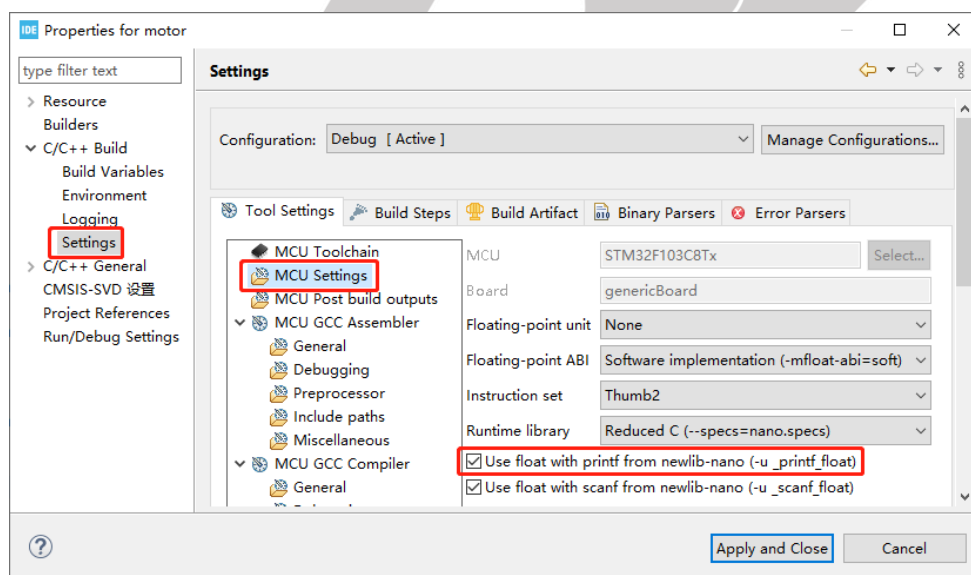 IDE Properties for motor
type filter text
Settings
Resource
Builders
C/C++ Build
Build Variables
Environment
Logging
Settings
C/C++ General
CMSIS-SVD 设置
Project References
Run/Debug Settings
Configuration: Debug [ Active ] Manage Configurations...
Tool Settings Build Steps Build Artifact 010 Binary Parsers Error Parsers
MCU Toolchain
MCU Settings
MCU Post build outputs
MCU GCC Assembler
General
Debugging
Preprocessor
Include paths
Miscellaneous
MCU GCC Compiler
General
MCU STM32F103C8Tx Select...
Board genericBoard
Floating-point unit None
Floating-point ABI Software implementation (-mfloat-abi=soft)
Instruction set Thumb2
Runtime library Reduced C (--specs=nano.specs)
Use float with printf from newlib-nano (-u _printf_float)
Use float with scanf from newlib-nano (-u _scanf_float)
? Apply and Close Cancel